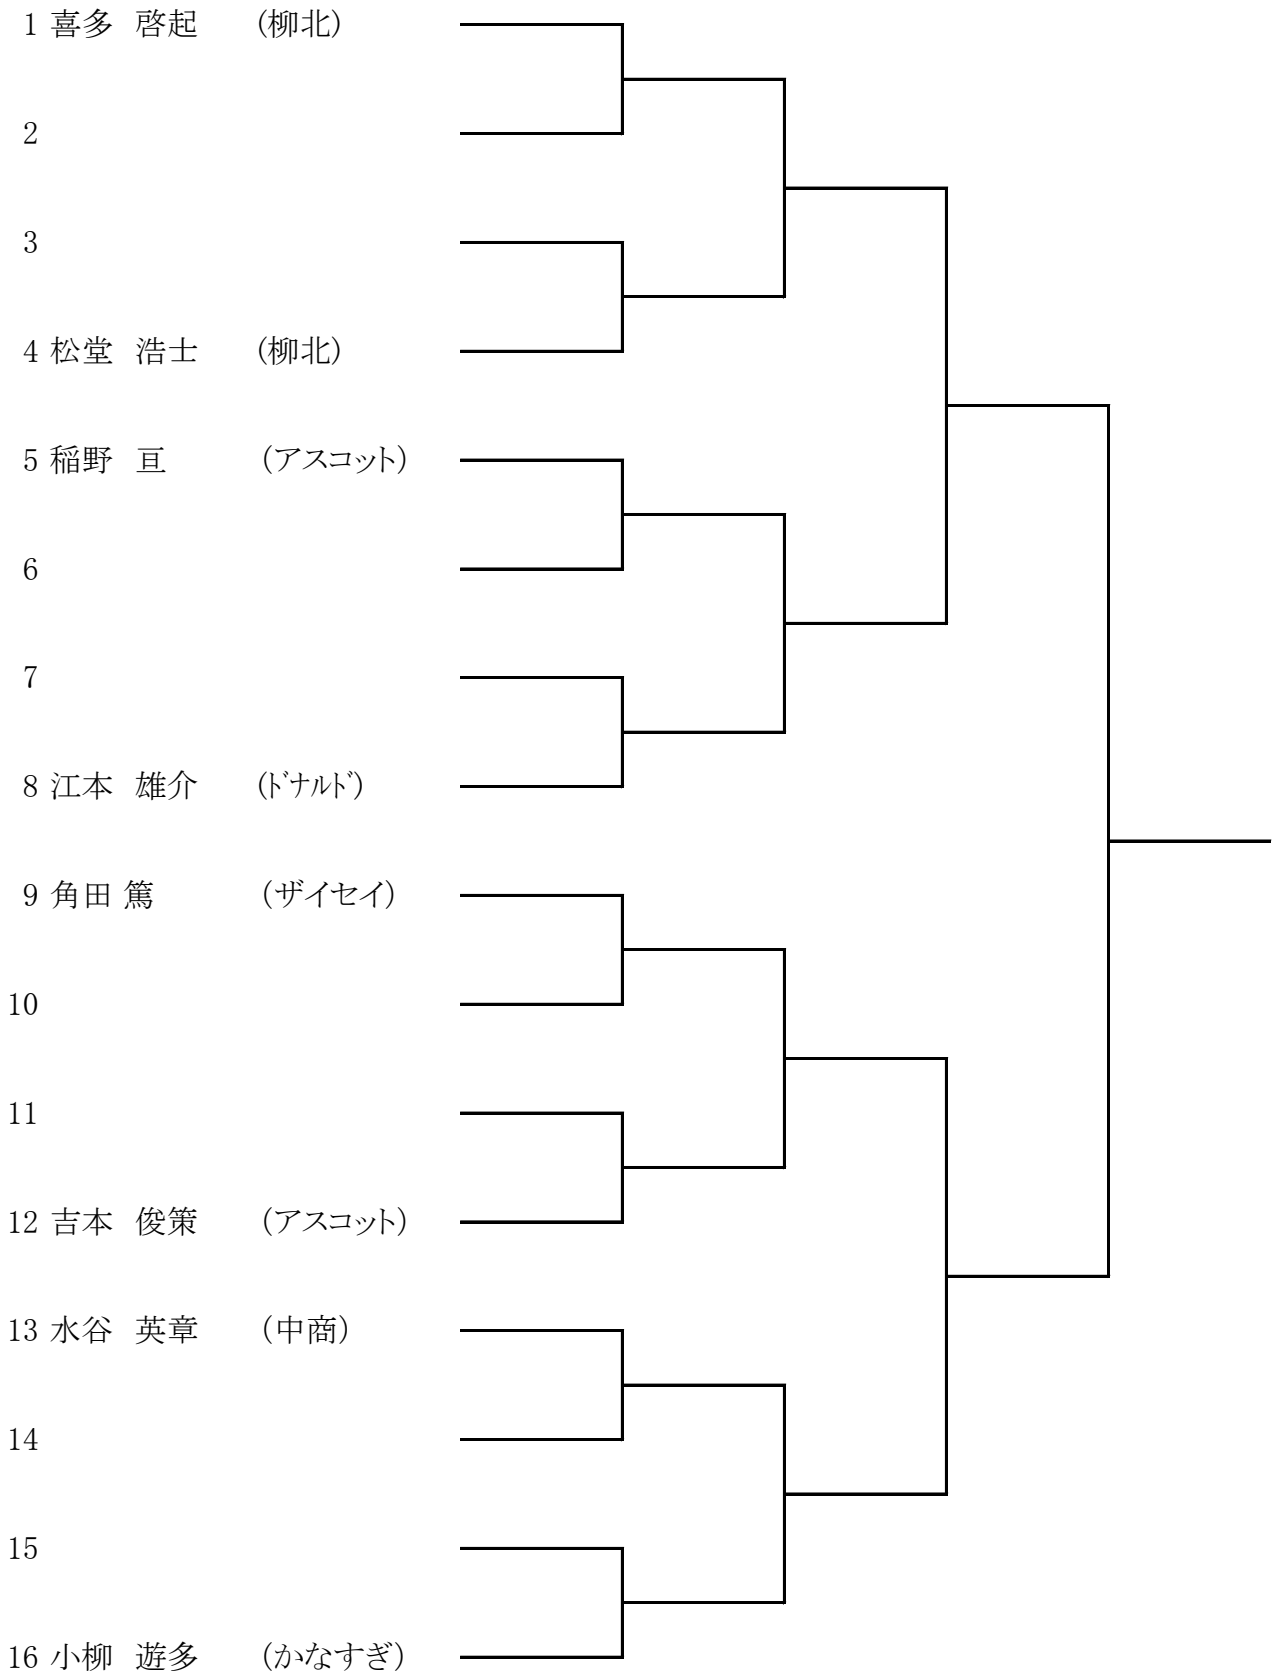 1 喜多 啓起 (柳北)
2
3
4 松堂 浩士 (柳北)
5 稲野 亘 (アスコット)
6
7
8 江本 雄介 (ﾄﾞﾅﾙﾄﾞ)
9 角田 篤 (ザイセイ)
10
11
12 吉本 俊策 (アスコット)
13 水谷 英章 (中商)
14
15
16 小柳 遊多 (かなすぎ)